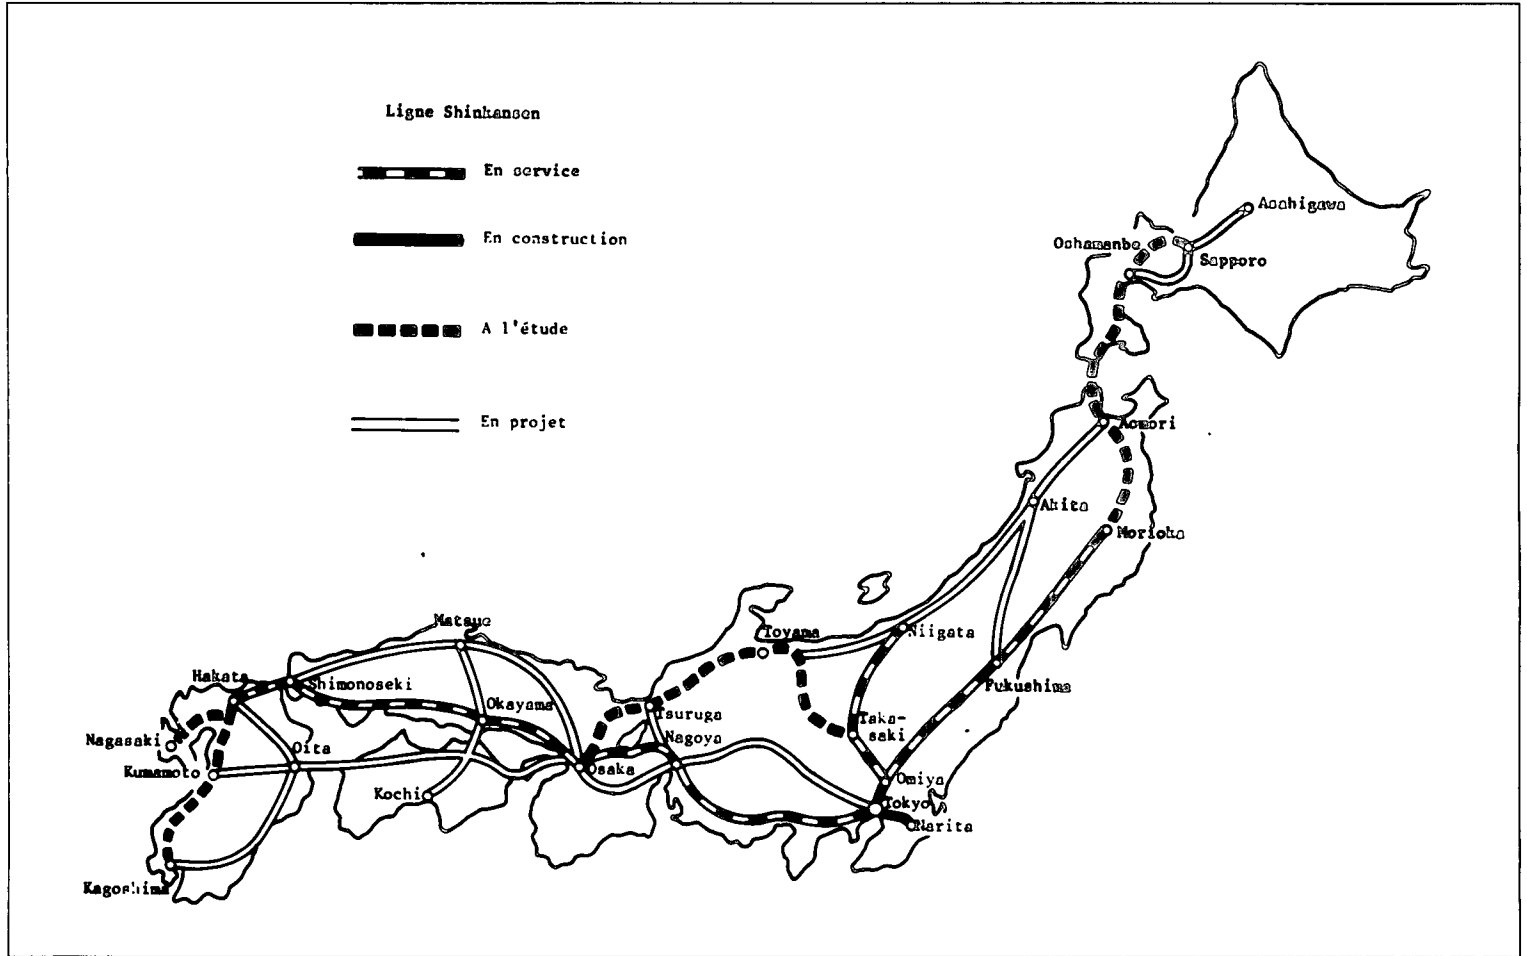 Ligne Shinkansen
En service
En construction
A l'étude
En projet
Asahigawa
Oshamanbe
Sapporo
Aomori
Akita
Morioka
Matsue
Toyama
Niigata
Hakata
Shimonoseki
Fukushima
Okayama
Tsuruga
Taka-
saki
Nagasaki
Oita
Nagoya
Kumamoto
Osaka
Omiya
Kochi
Tokyo
Narita
Kagoshima